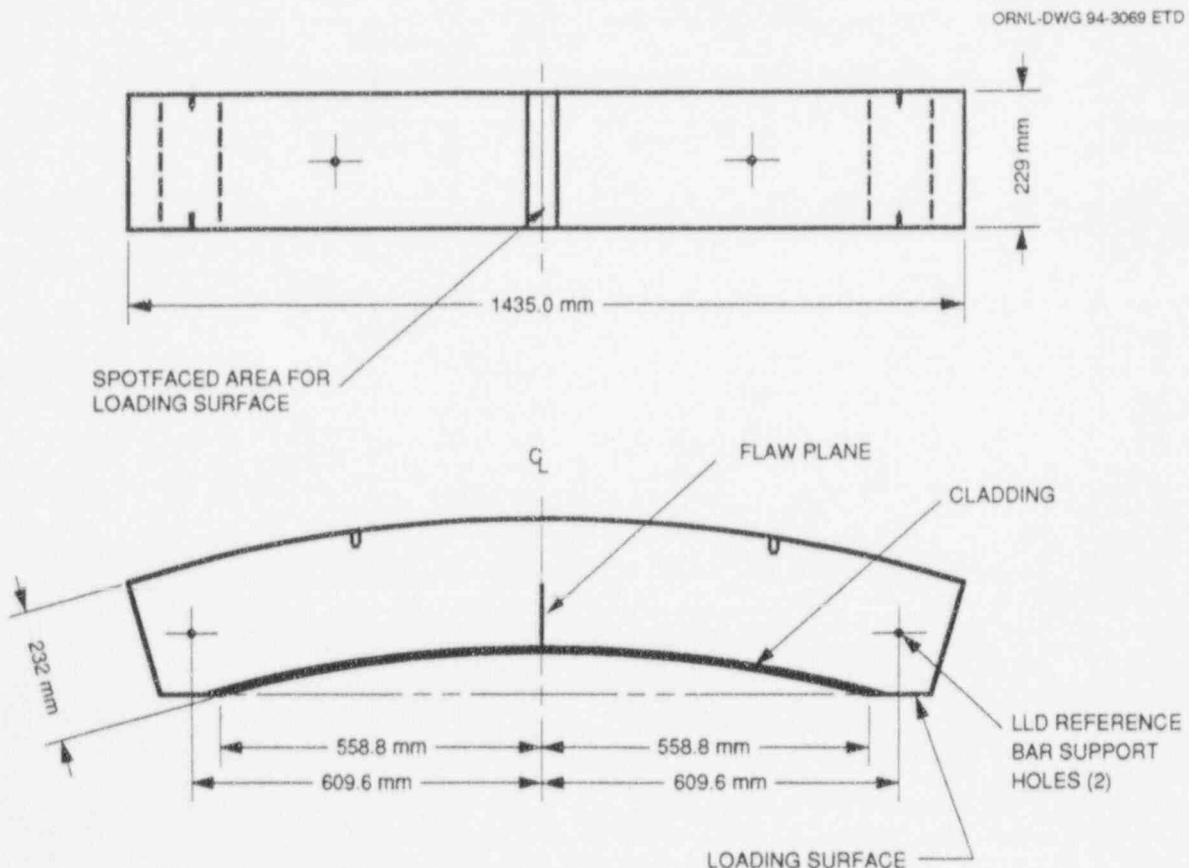 ORNL-DWG 94-3069 ETD
229 mm
1435.0 mm
SPOTFACED AREA FOR
LOADING SURFACE
CL
FLAW PLANE
CLADDING
232 mm
558.8 mm
558.8 mm
609.6 mm
609.6 mm
LLD REFERENCE
BAR SUPPORT
HOLES (2)
LOADING SURFACE